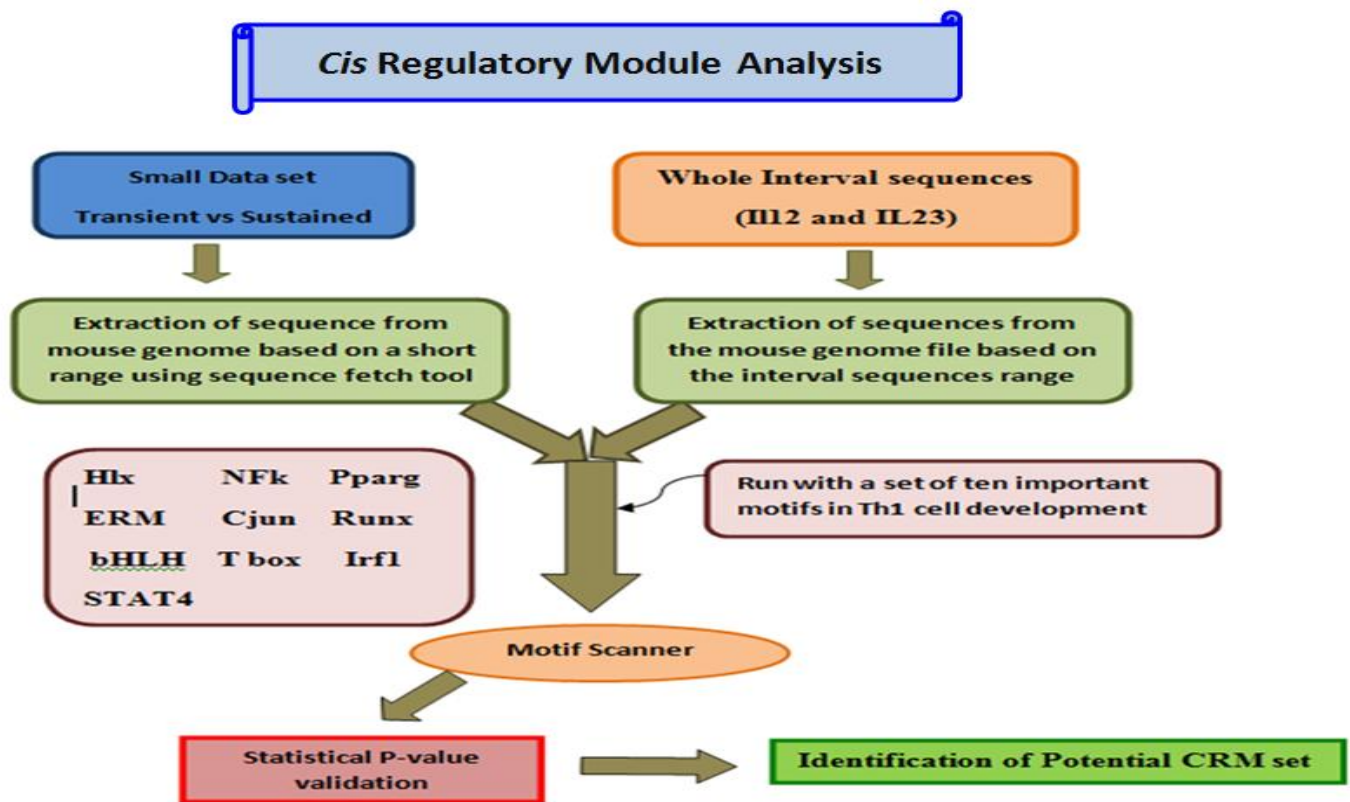 Cis Regulatory Module Analysis
Small Data set
Transient vs Sustained
Whole Interval sequences
(Il12 and IL23)
Extraction of sequence from
mouse genome based on a short
range using sequence fetch tool
Extraction of sequences from
the mouse genome file based on
the interval sequences range
Hlx NFk Pparg
ERM Cjun Runx
bHLH T box Irf1
STAT4
Run with a set of ten important
motifs in Th1 cell development
Motif Scanner
Statistical P-value
validation
Identification of Potential CRM set